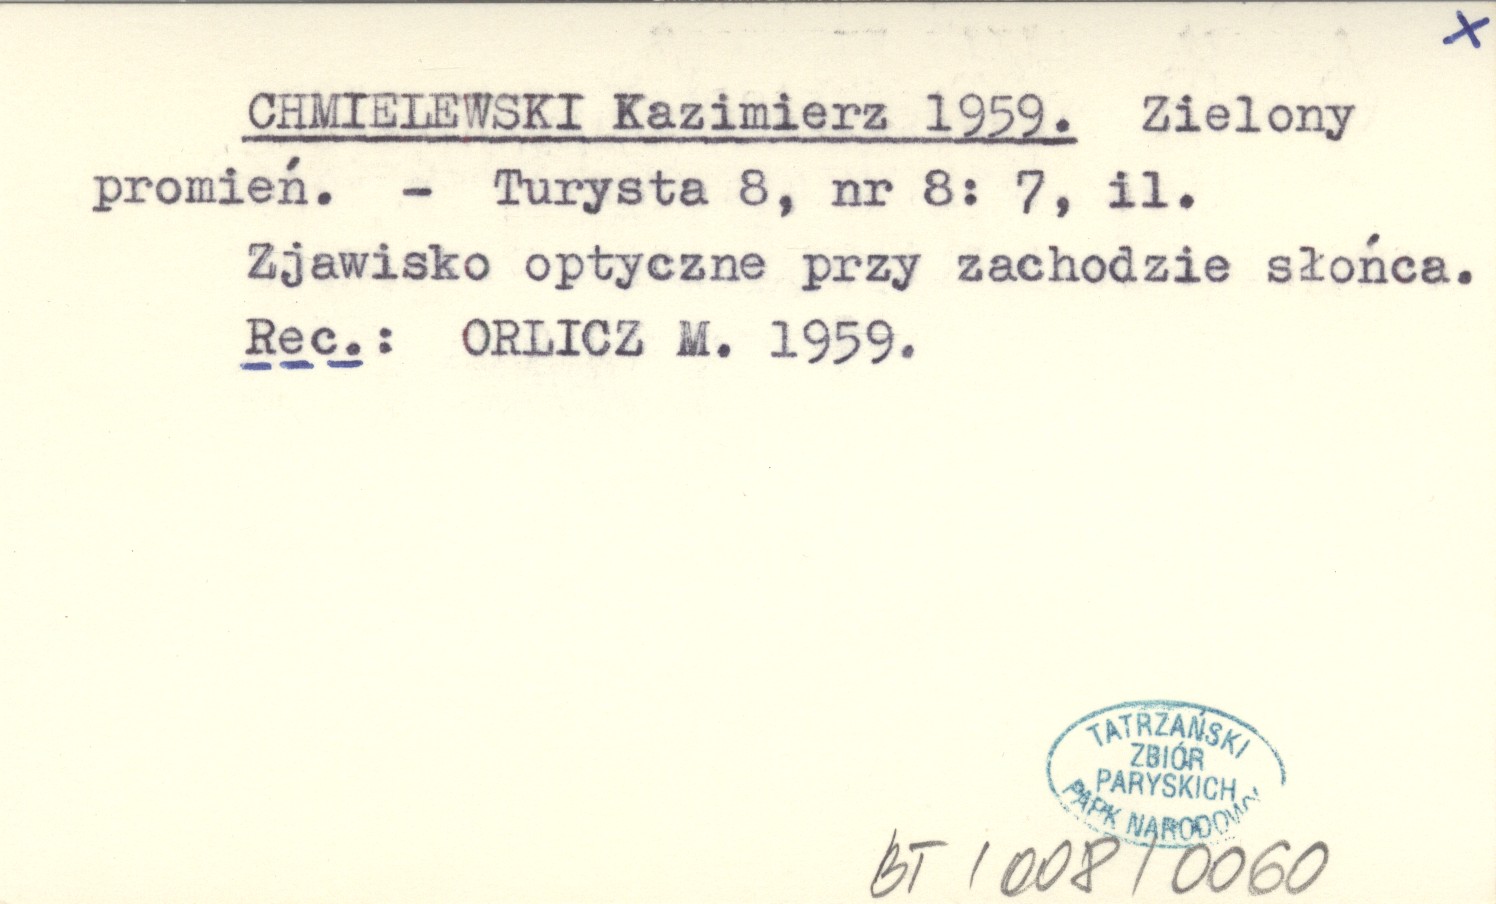 x
CHMIELEWSKI Kazimierz 1959. Zielony
promień. - Turysta 8, nr 8: 7, il.
Zjawisko optyczne przy zachodzie słońca.
Rec.: ORLICZ M. 1959.
TATRZAŃSKI
ZBIÓR
PARYSKICH
PARK NARODOWY
BT / 008 / 0060